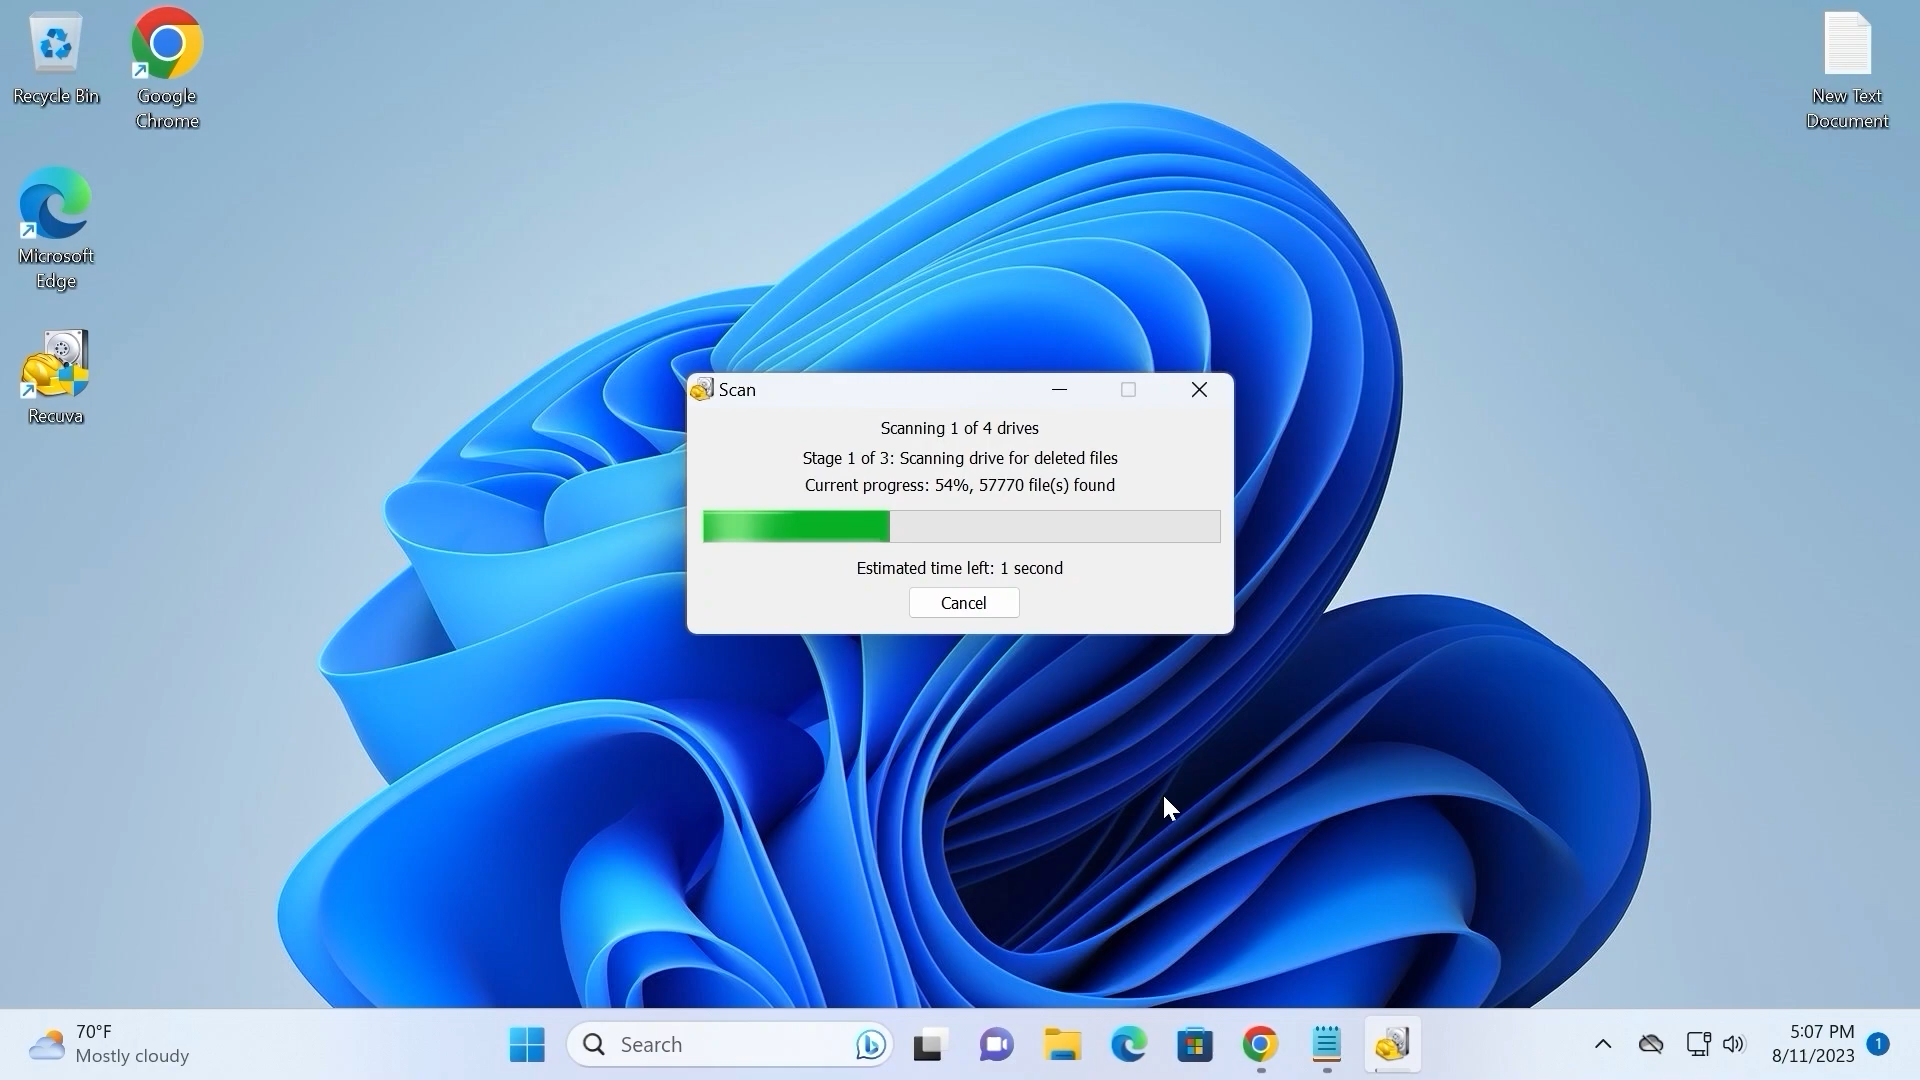 Recycle Bin
Google
Chrome
New Text
Document
Microsoft
Edge
Recuva
Scan
Scanning 1 of 4 drives
Stage 1 of 3: Scanning drive for deleted files
Current progress: 54%, 57770 file(s) found
Estimated time left: 1 second
Cancel
70°F
Mostly cloudy
Search
5:07 PM
8/11/2023
1